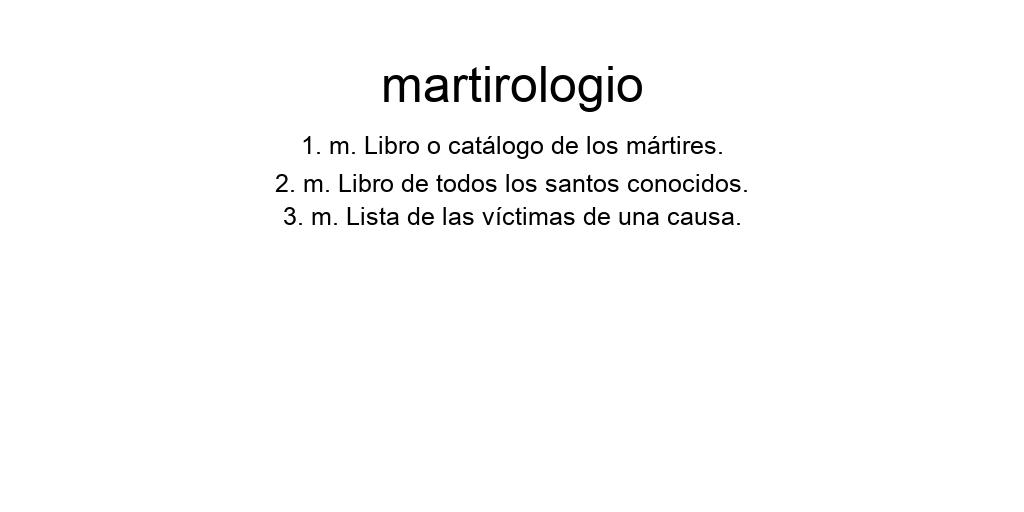 martirologio
1. m. Libro o catálogo de los mártires.
2. m. Libro de todos los santos conocidos.
3. m. Lista de las víctimas de una causa.